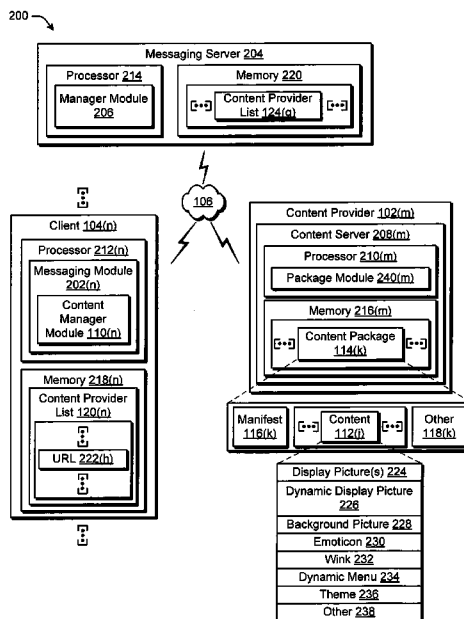 200
Messaging Server 204
Processor 214
Manager Module
206
Memory 220
Content Provider
List 124(g)
106
Client 104(n)
Processor 212(n)
Messaging Module
202(n)
Content
Manager
Module 110(n)
Memory 218(n)
Content Provider
List 120(n)
URL 222(h)
Content Provider 102(m)
Content Server 208(m)
Processor 210(m)
Package Module 240(m)
Memory 216(m)
Content Package
114(k)
Manifest
116(k)
Content
112(j)
Other
118(k)
Display Picture(s) 224
Dynamic Display Picture
226
Background Picture 228
Emoticon 230
Wink 232
Dynamic Menu 234
Theme 236
Other 238